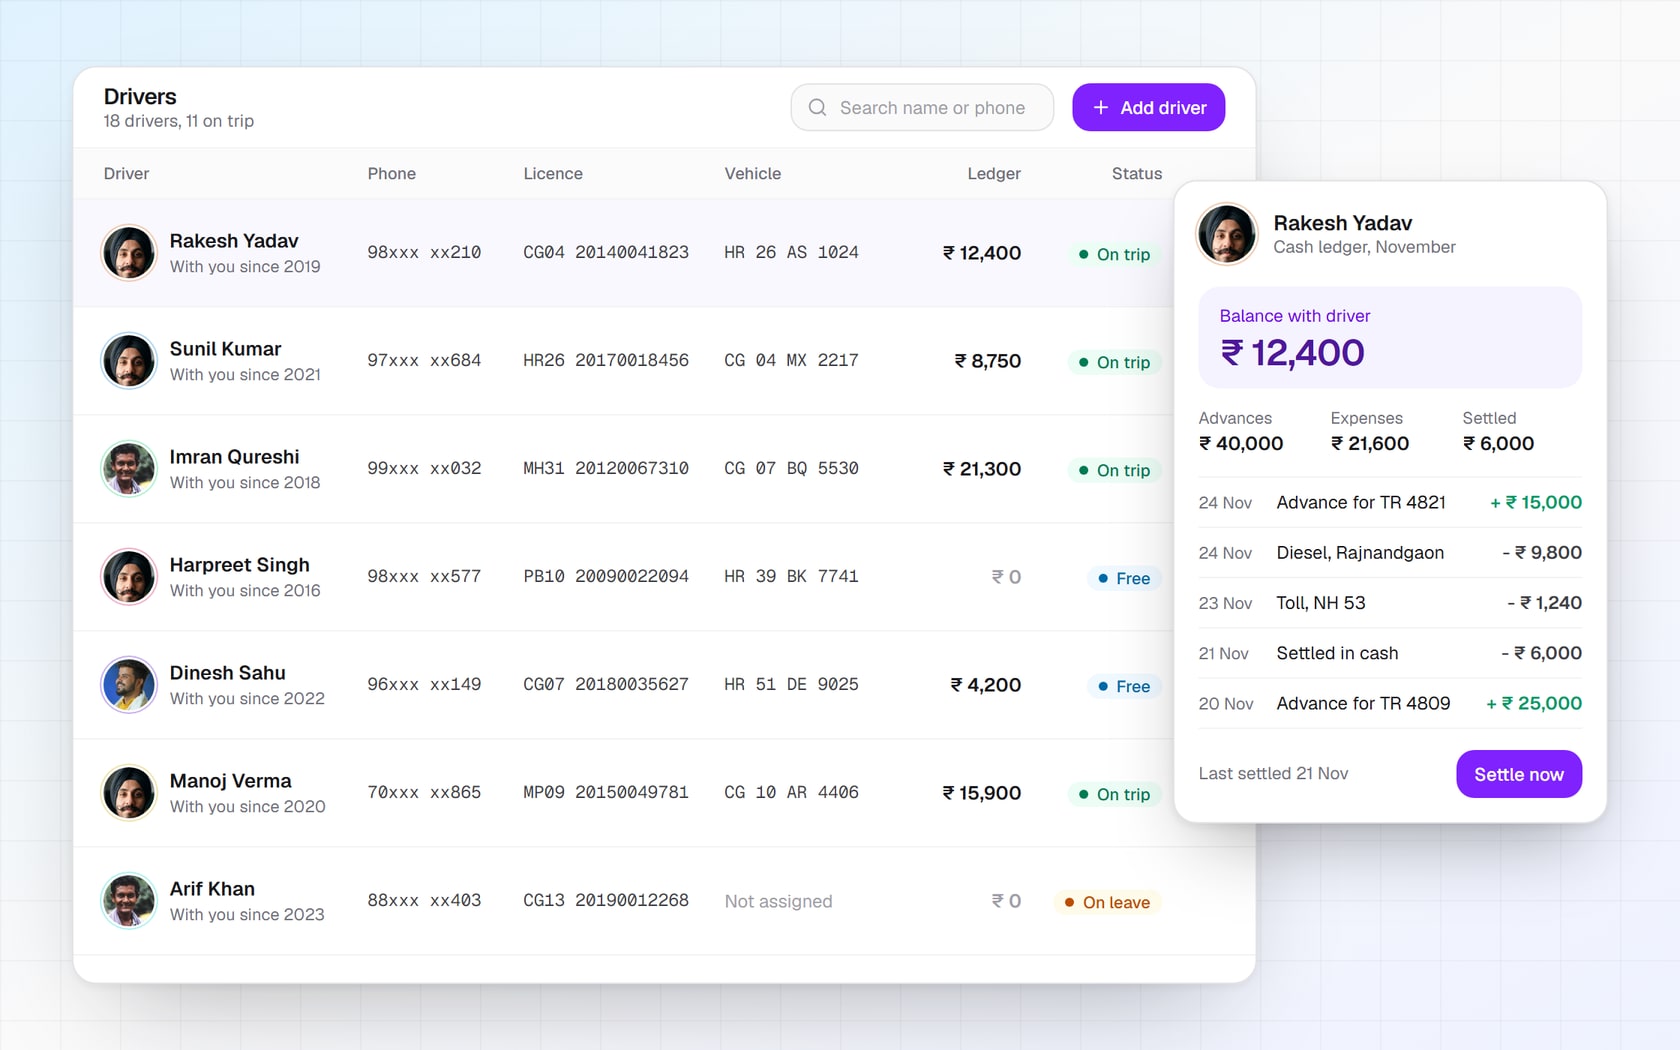 Drivers
18 drivers, 11 on trip
Search name or phone
+ Add driver
Driver Phone Licence Vehicle Ledger Status
Rakesh Yadav
With you since 2019
98xxx xx210 CG04 20140041823 HR 26 AS 1024 ₹ 12,400 On trip
Sunil Kumar
With you since 2021
97xxx xx684 HR26 20170018456 CG 04 MX 2217 ₹ 8,750 On trip
Imran Qureshi
With you since 2018
99xxx xx032 MH31 20120067310 CG 07 BQ 5530 ₹ 21,300 On trip
Harpreet Singh
With you since 2016
98xxx xx577 PB10 20090022094 HR 39 BK 7741 ₹ 0 Free
Dinesh Sahu
With you since 2022
96xxx xx149 CG07 20180035627 HR 51 DE 9025 ₹ 4,200 Free
Manoj Verma
With you since 2020
70xxx xx865 MP09 20150049781 CG 10 AR 4406 ₹ 15,900 On trip
Arif Khan
With you since 2023
88xxx xx403 CG13 20190012268 Not assigned ₹ 0 On leave
Rakesh Yadav
Cash ledger, November
Balance with driver
₹ 12,400
Advances Expenses Settled
₹ 40,000 ₹ 21,600 ₹ 6,000
24 Nov Advance for TR 4821 + ₹ 15,000
24 Nov Diesel, Rajnandgaon - ₹ 9,800
23 Nov Toll, NH 53 - ₹ 1,240
21 Nov Settled in cash - ₹ 6,000
20 Nov Advance for TR 4809 + ₹ 25,000
Last settled 21 Nov Settle now